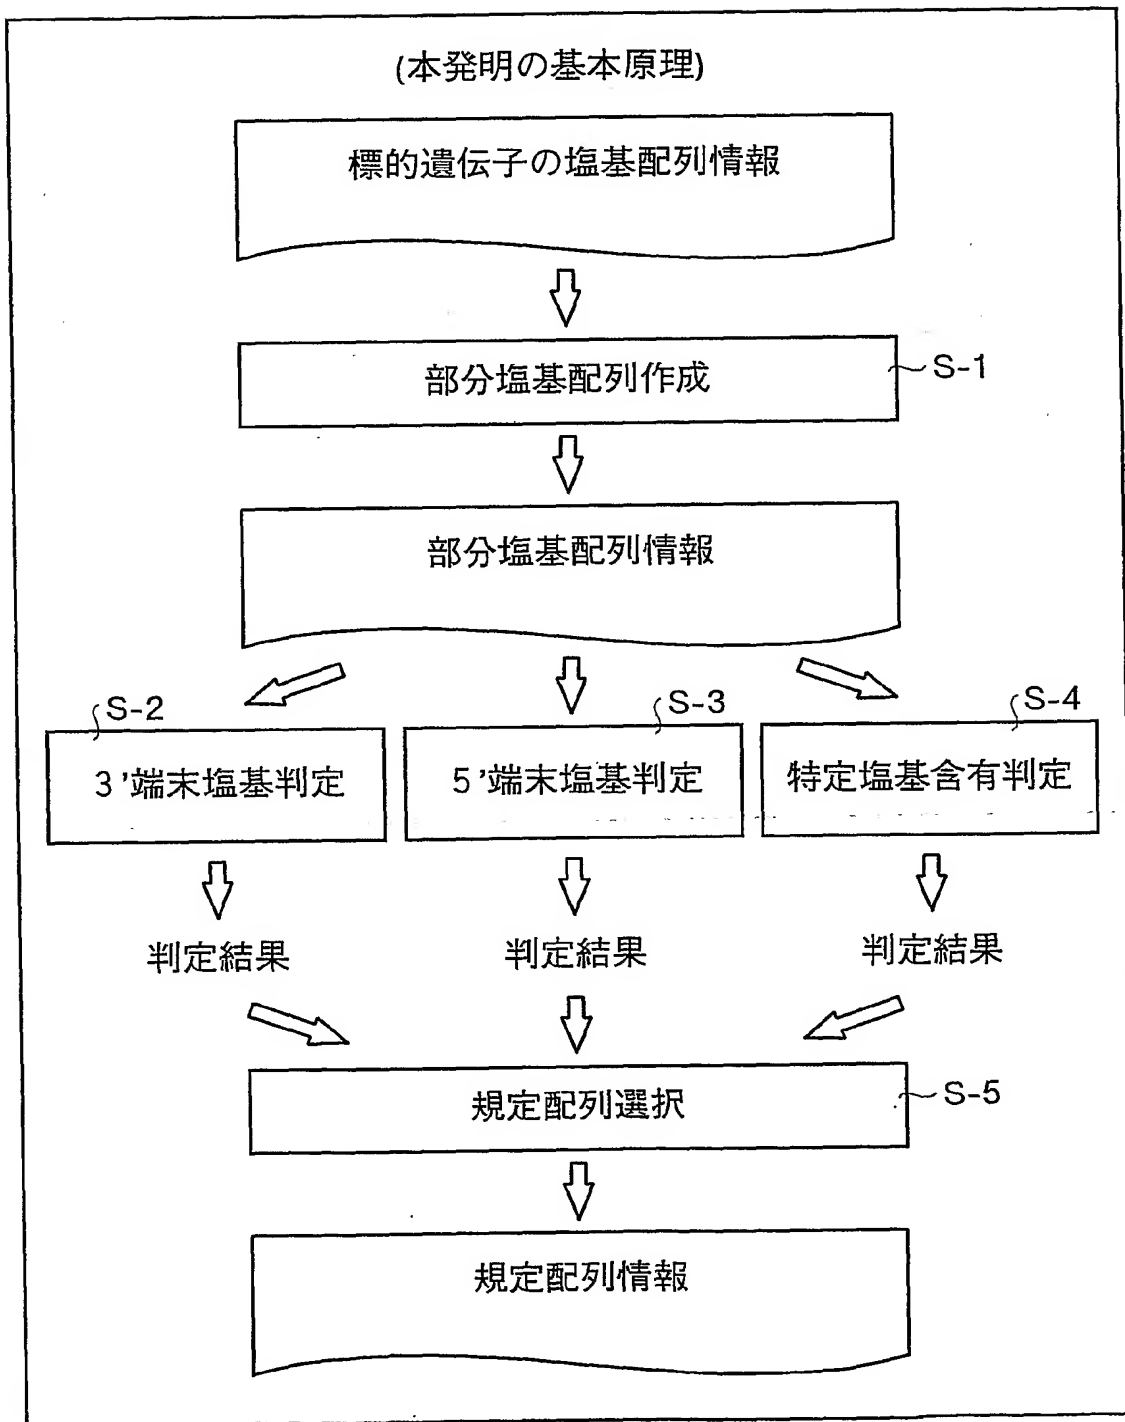 (本発明の基本原理)
標的遺伝子の塩基配列情報
部分塩基配列作成
S-1
部分塩基配列情報
S-2
S-3
S-4
3'端末塩基判定
5'端末塩基判定
特定塩基含有判定
判定結果
判定結果
判定結果
規定配列選択
S-5
規定配列情報